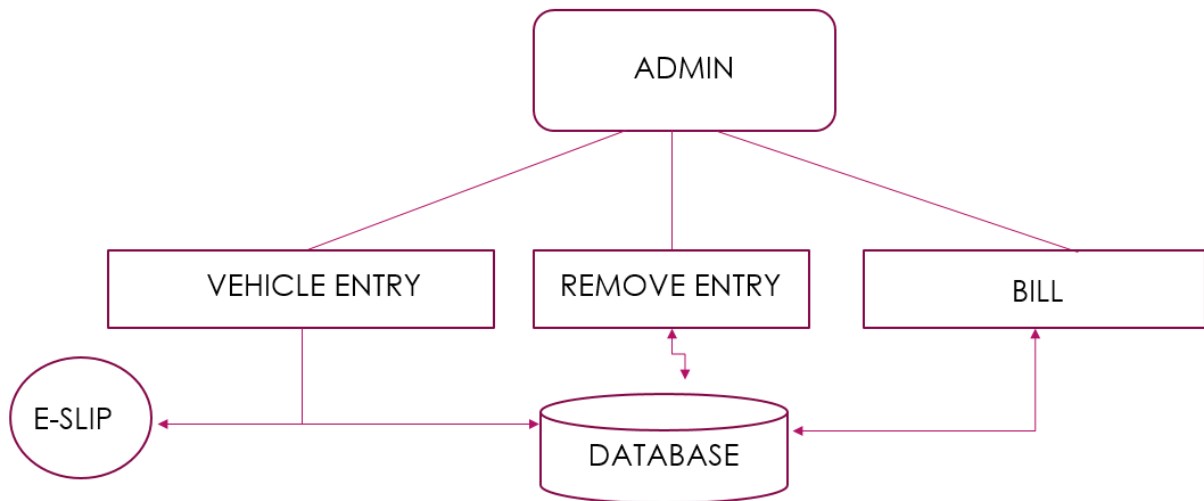 ADMIN
VEHICLE ENTRY
REMOVE ENTRY
BILL
E-SLIP
DATABASE